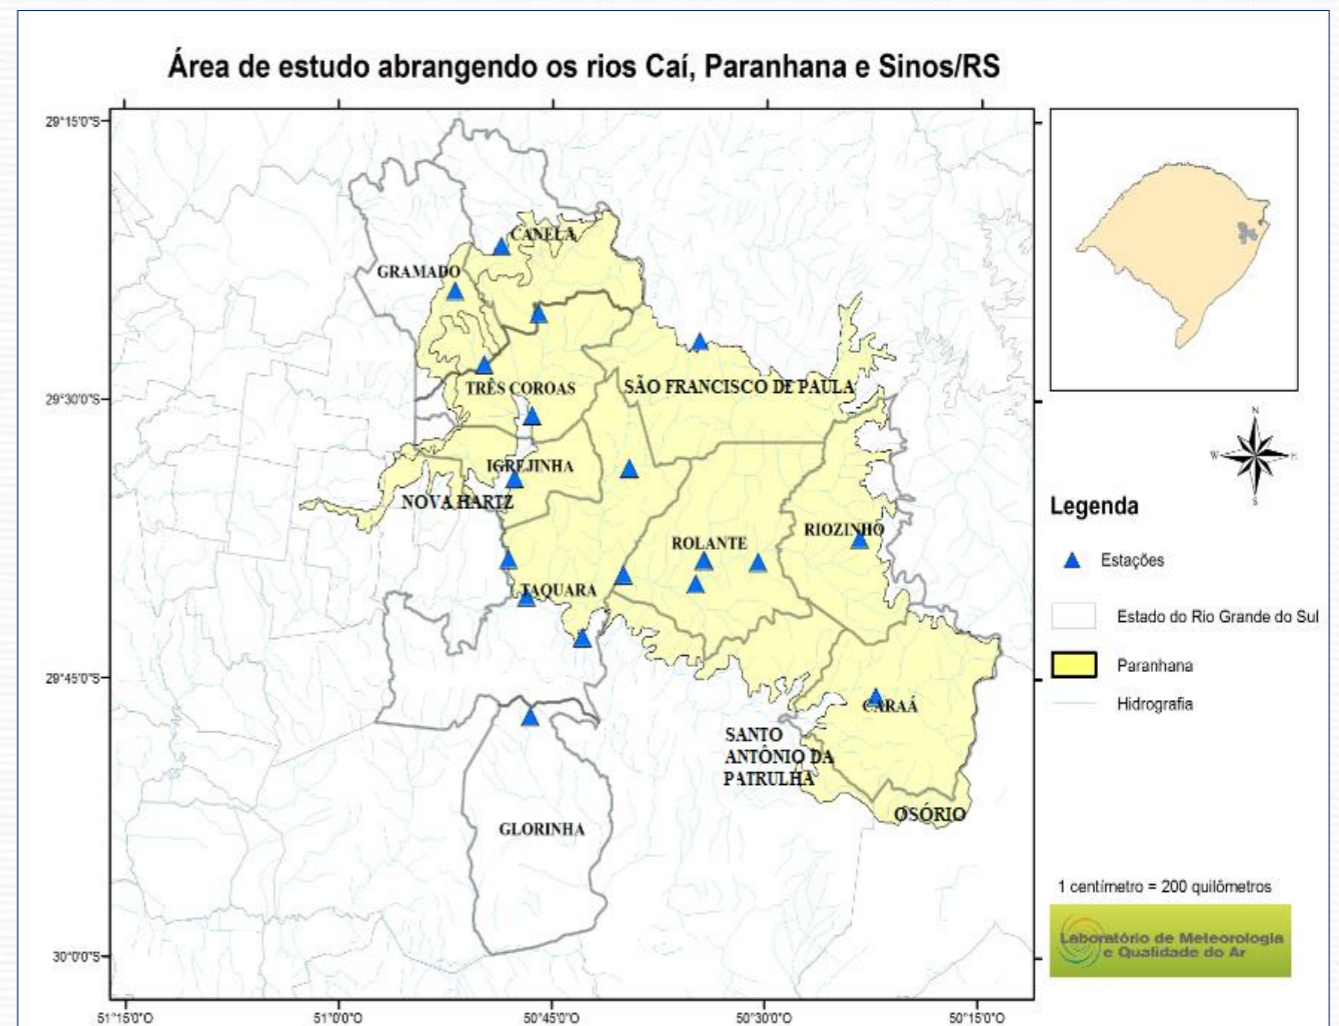 Área de estudo abrangendo os rios Caí, Paranhana e Sinos/RS
29°15'0"S
29°30'0"S
29°45'0"S
30°0'0"S
51°15'0"O
51°0'0"O
50°45'0"O
50°30'0"O
50°15'0"O
CANELA
GRAMADO
TRÊS COROAS
SÃO FRANCISCO DE PAULA
IGREJINHA
NOVA HARTZ
ROLANTE
RIOZINHO
TAQUARA
CARAÁ
SANTO
ANTÔNIO DA
PATRULHA
OSÓRIO
GLORINHA
N
W
E
S
Legenda
Estações
Estado do Rio Grande do Sul
Paranhana
Hidrografia
1 centímetro = 200 quilômetros
Laboratório de Meteorologia
e Qualidade do Ar